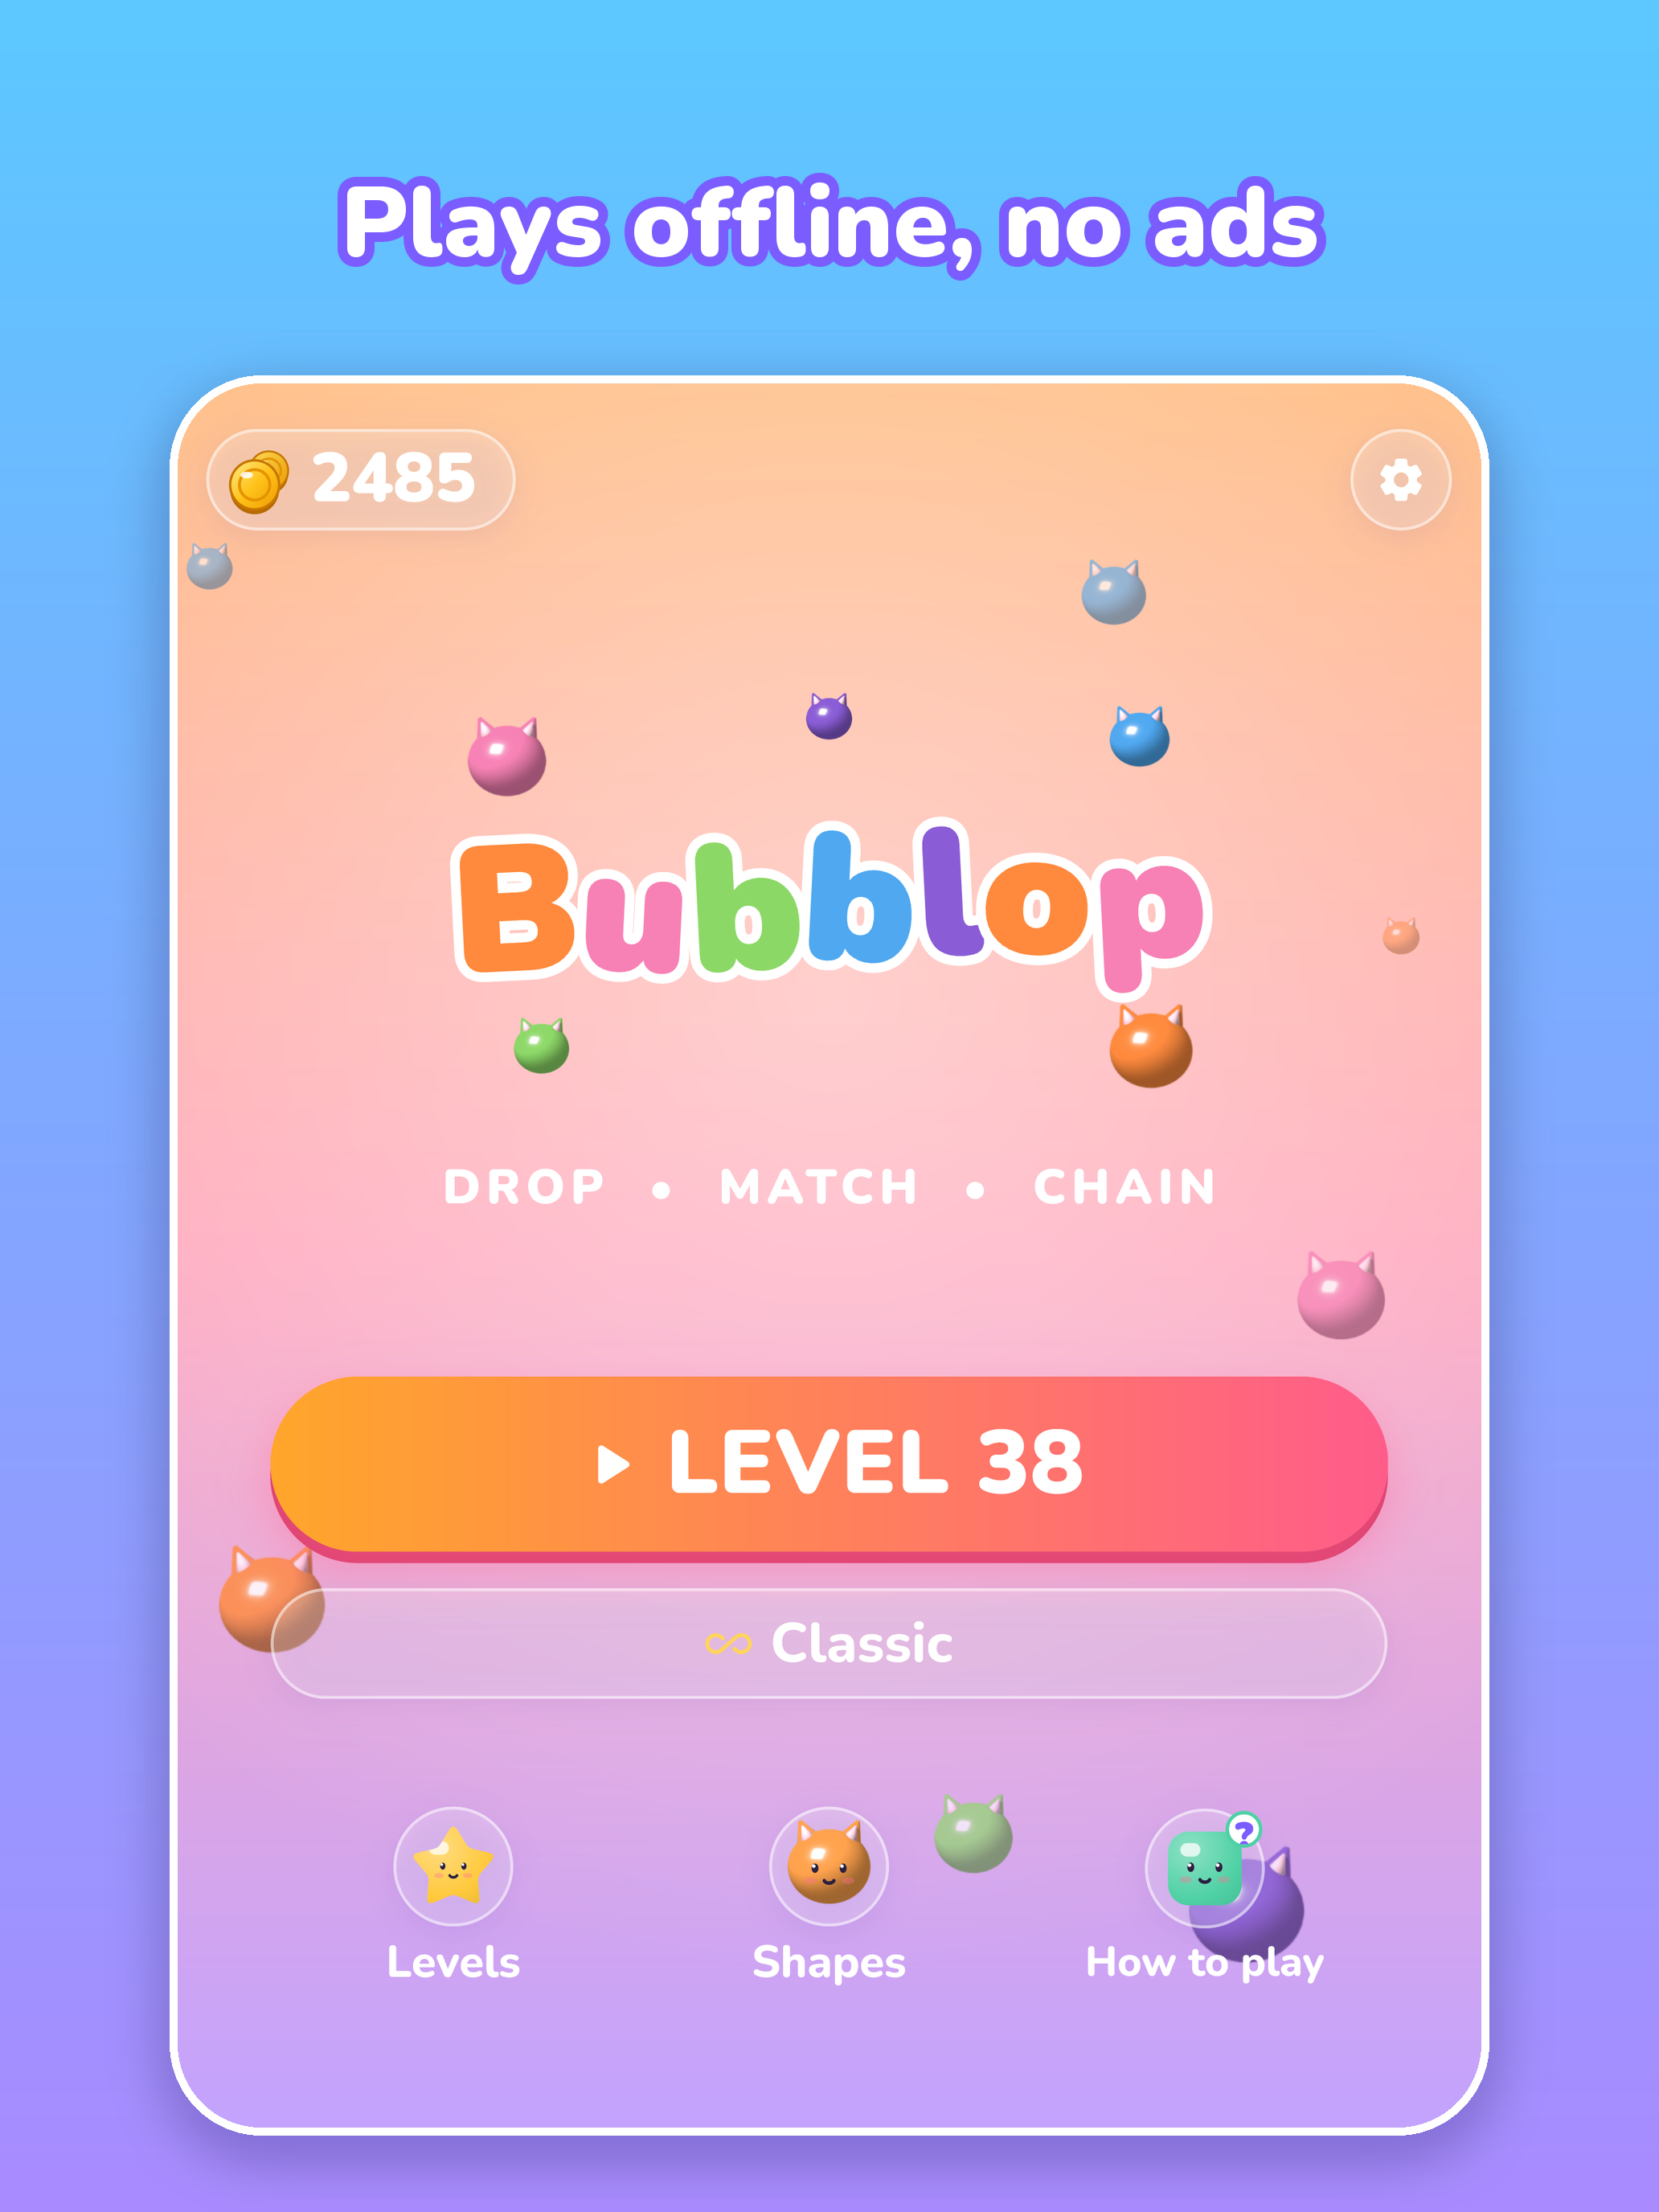 Plays offline, no ads
2485
Bubblop
DROP • MATCH • CHAIN
LEVEL 38
Classic
?
Levels Shapes How to play